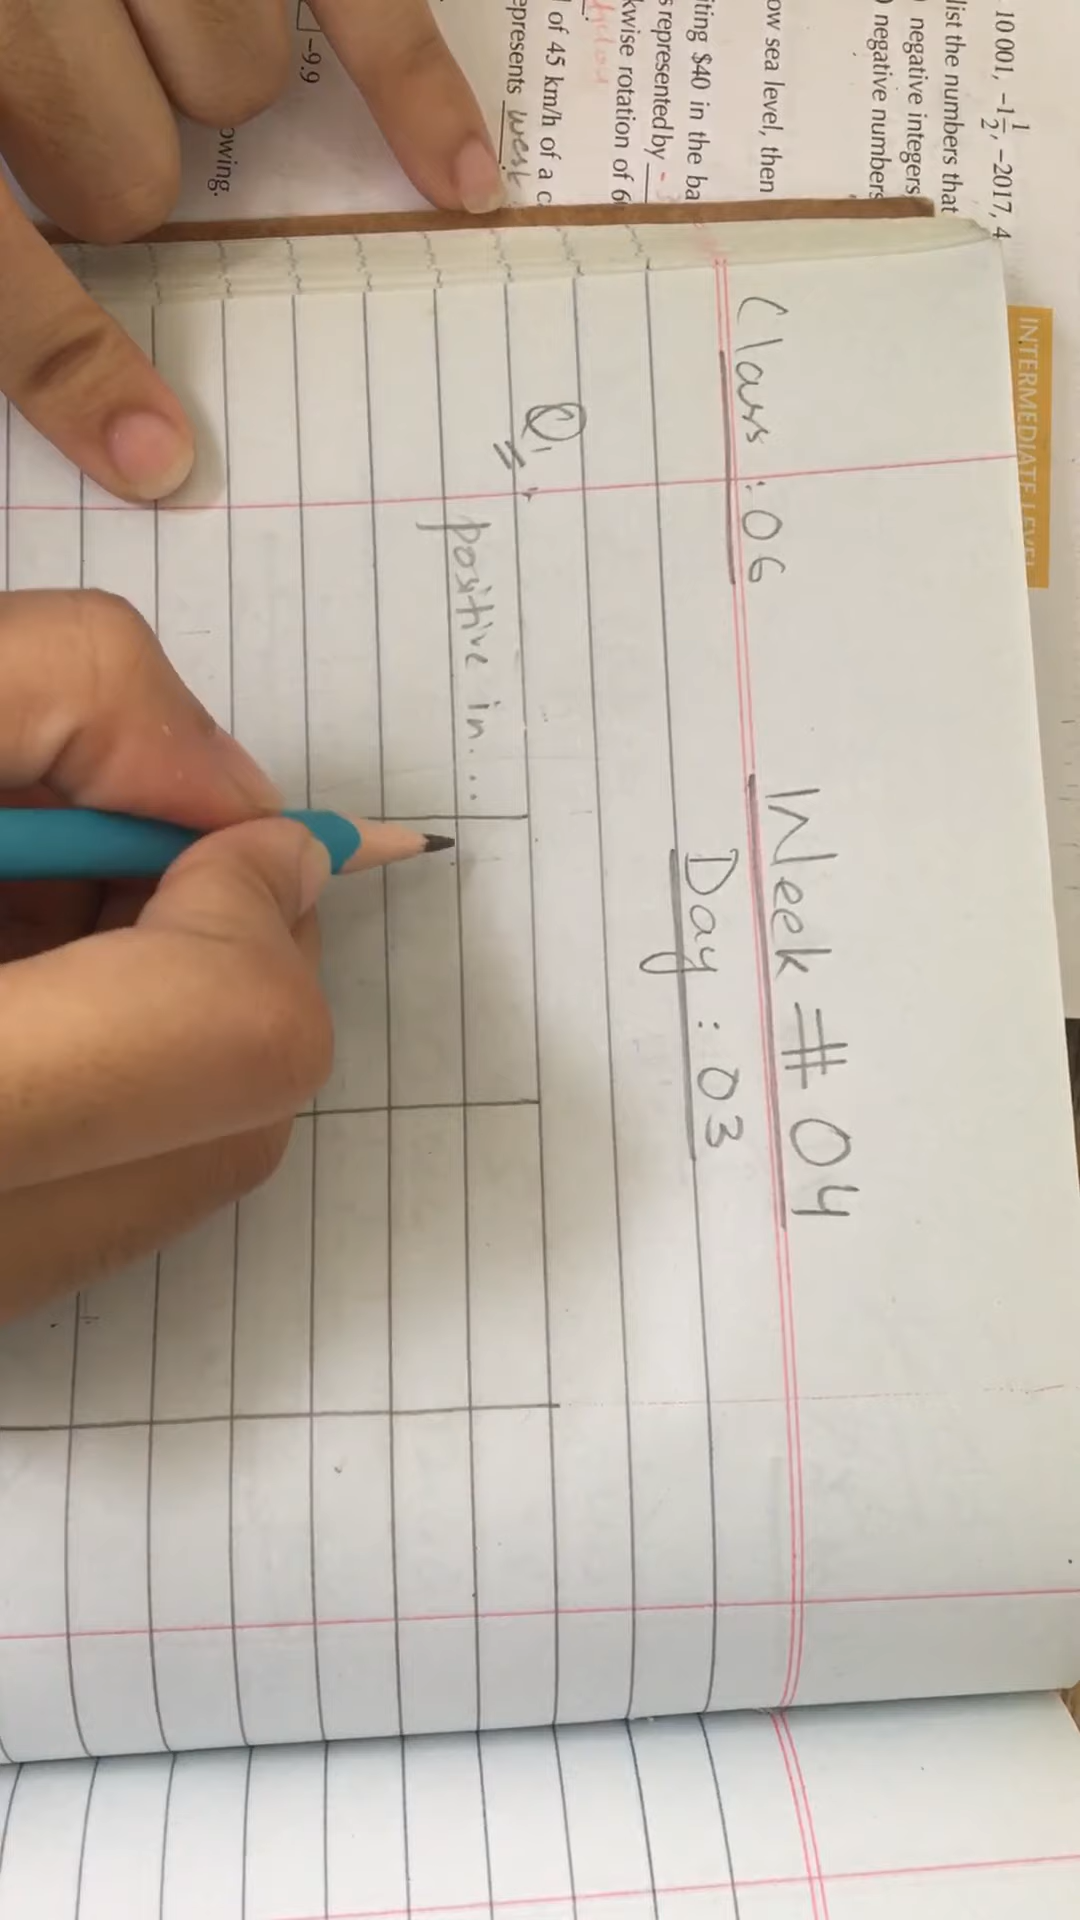 10 001, -1 1/2, -2017, 4
list the numbers that
negative integers
) negative numbers
ow sea level, then
iting $40 in the ba
s represented by
kwise rotation of 6
of 45 km/h of a c
epresents west
-9.9
owing.
INTERMEDIATE LEVEL
Class : 06
Week # 04
Day : 03
Q1
positive in...